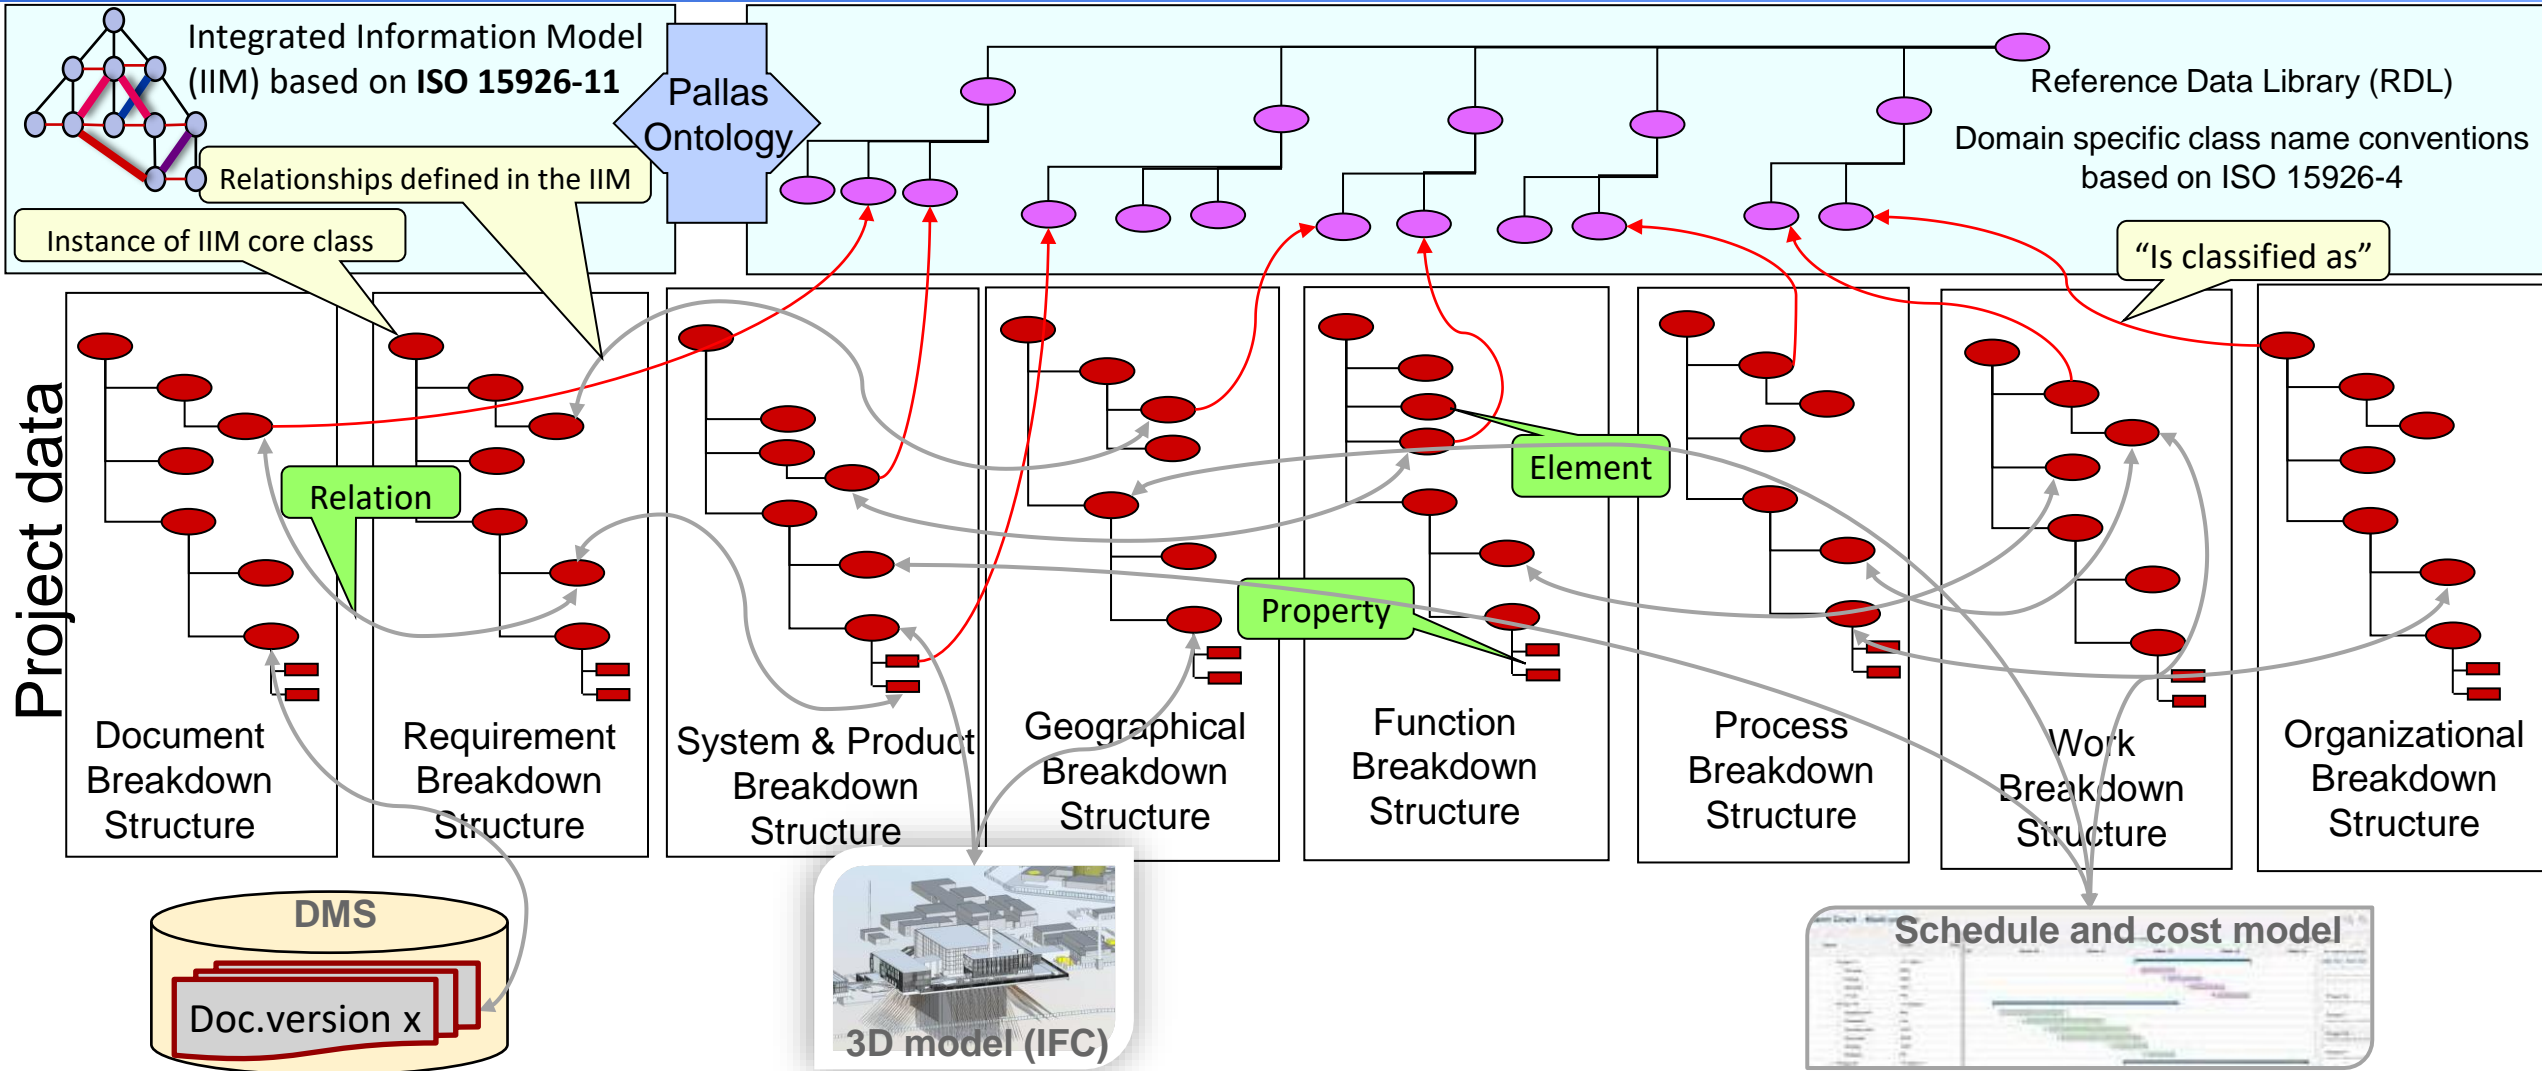 Integrated Information Model
(IIM) based on ISO 15926-11
Pallas
Ontology
Reference Data Library (RDL)
Domain specific class name conventions
based on ISO 15926-4
Relationships defined in the IIM
Instance of IIM core class
“Is classified as”
Project data
Relation
Element
Property
Document
Breakdown
Structure
Requirement
Breakdown
Structure
System & Product
Breakdown
Structure
Geographical
Breakdown
Structure
Function
Breakdown
Structure
Process
Breakdown
Structure
Work
Breakdown
Structure
Organizational
Breakdown
Structure
DMS
Doc.version x
3D model (IFC)
Schedule and cost model